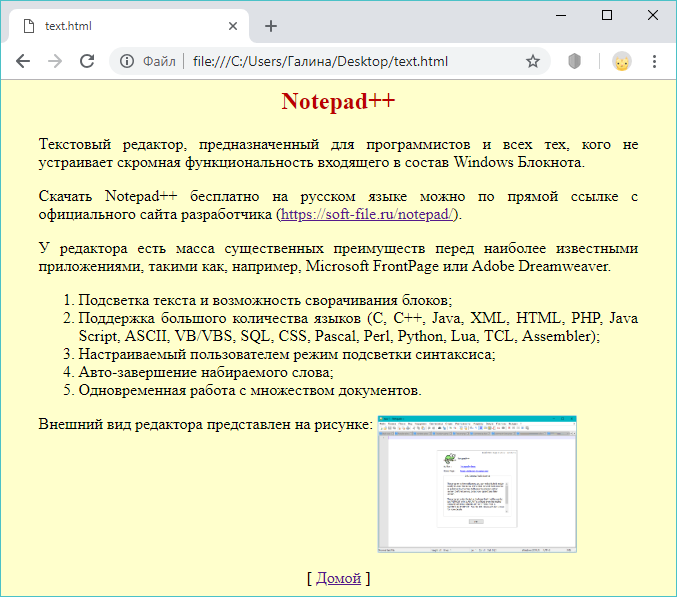 text.html
Файл
file:///C:/Users/Галина/Desktop/text.html
Notepad++
Текстовый редактор, предназначенный для программистов и всех тех, кого не
устраивает скромная функциональность входящего в состав Windows Блокнота.
Скачать Notepad++ бесплатно на русском языке можно по прямой ссылке с
официального сайта разработчика (https://soft-file.ru/notepad/).
У редактора есть масса существенных преимуществ перед наиболее известными
приложениями, такими как, например, Microsoft FrontPage или Adobe Dreamweaver.
1. Подсветка текста и возможность сворачивания блоков;
2. Поддержка большого количества языков (C, C++, Java, XML, HTML, PHP, Java
Script, ASCII, VB/VBS, SQL, CSS, Pascal, Perl, Python, Lua, TCL, Assembler);
3. Настраиваемый пользователем режим подсветки синтаксиса;
4. Авто-завершение набираемого слова;
5. Одновременная работа с множеством документов.
Внешний вид редактора представлен на рисунке:
[ Домой ]